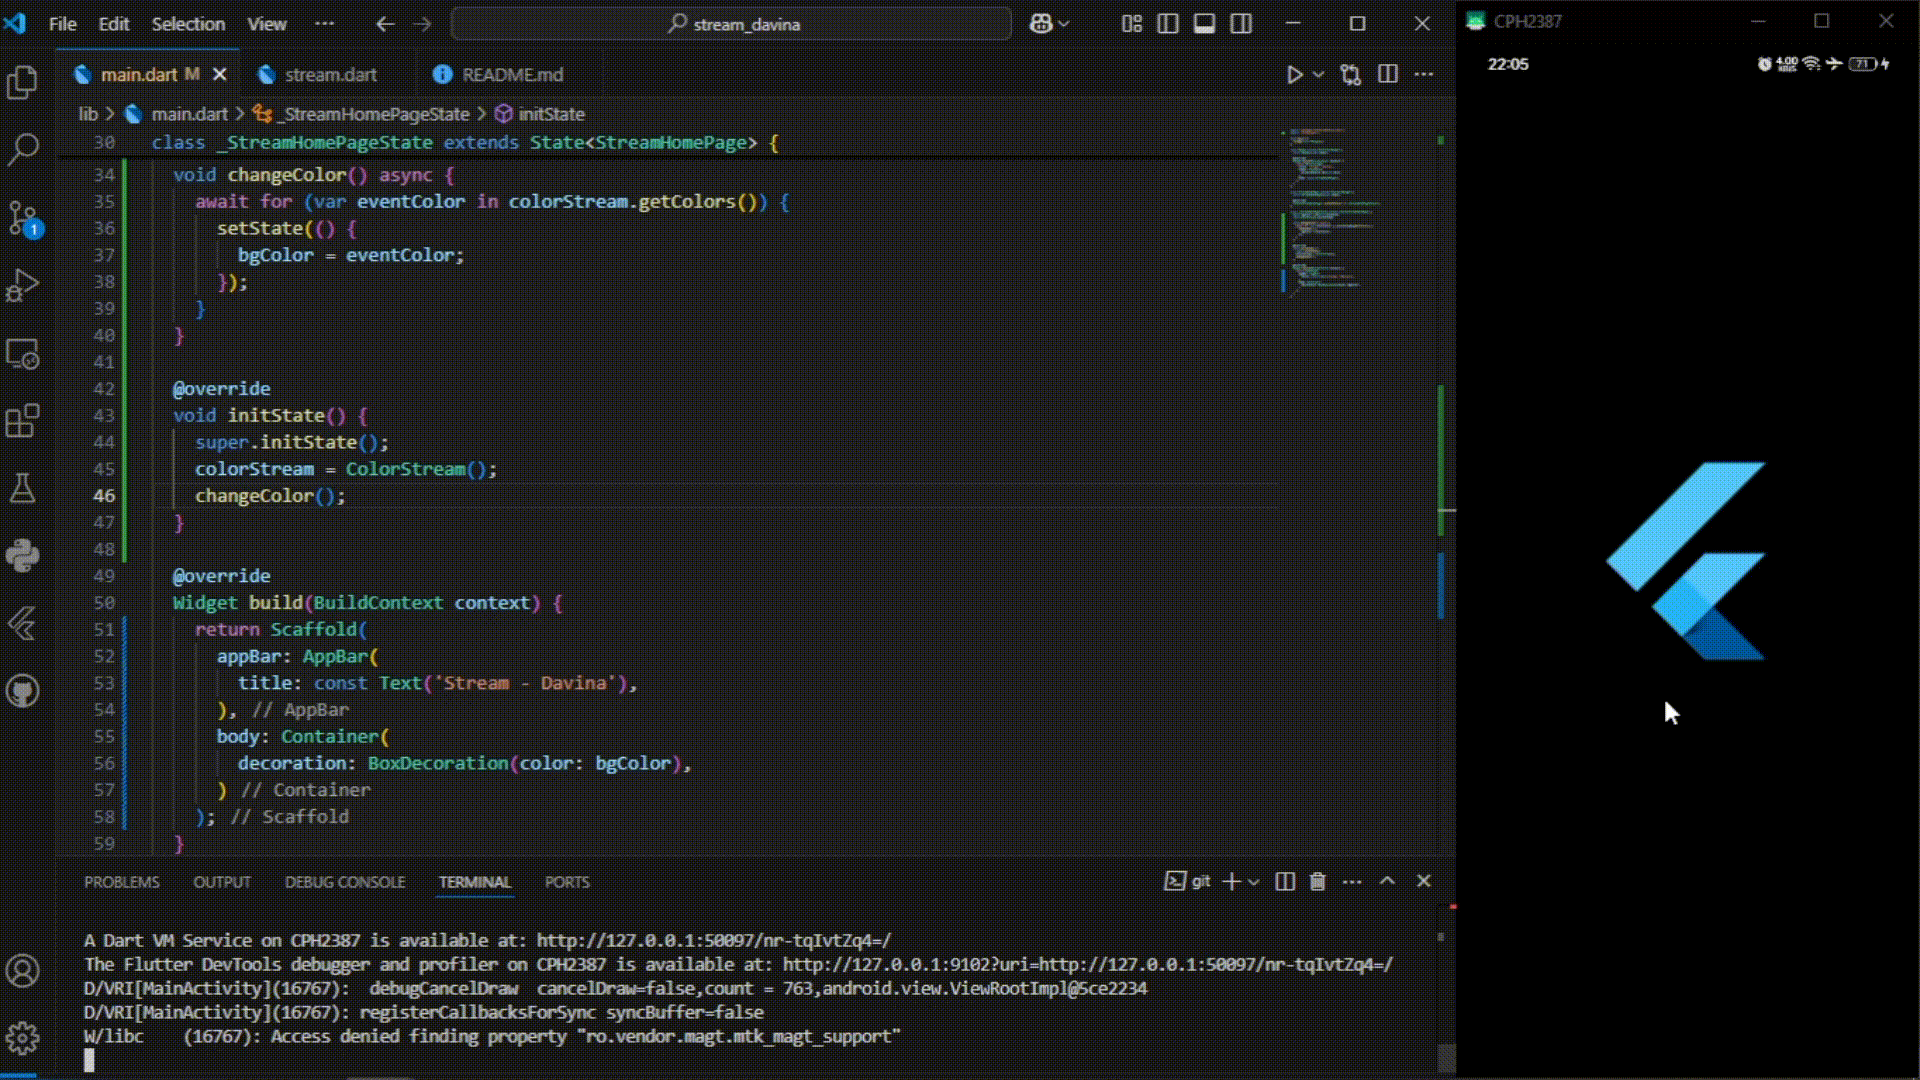 File Edit Selection View ··· stream_davina
CPH2387
22:05 4.00 71
main.dart M stream.dart README.md
lib > main.dart > _StreamHomePageState > initState
30 class _StreamHomePageState extends State<StreamHomePage> {
34 void changeColor() async {
35 await for (var eventColor in colorStream.getColors()) {
36 setState(() {
37 bgColor = eventColor;
38 });
39 }
40 }
41
42 @override
43 void initState() {
44 super.initState();
45 colorStream = ColorStream();
46 changeColor();
47 }
48
49 @override
50 Widget build(BuildContext context) {
51 return Scaffold(
52 appBar: AppBar(
53 title: const Text('Stream - Davina'),
54 ), // AppBar
55 body: Container(
56 decoration: BoxDecoration(color: bgColor),
57 ) // Container
58 ); // Scaffold
59 }
1
PROBLEMS OUTPUT DEBUG CONSOLE TERMINAL PORTS git
A Dart VM Service on CPH2387 is available at: http://127.0.0.1:50097/nr-tqIvtZq4=/
The Flutter DevTools debugger and profiler on CPH2387 is available at: http://127.0.0.1:9102?uri=http://127.0.0.1:50097/nr-tqIvtZq4=/
D/VRI[MainActivity](16767): debugCancelDraw cancelDraw=false,count = 763,android.view.ViewRootImpl@5ce2234
D/VRI[MainActivity](16767): registerCallbacksForSync syncBuffer=false
W/libc (16767): Access denied finding property "ro.vendor.magt.mtk_magt_support"